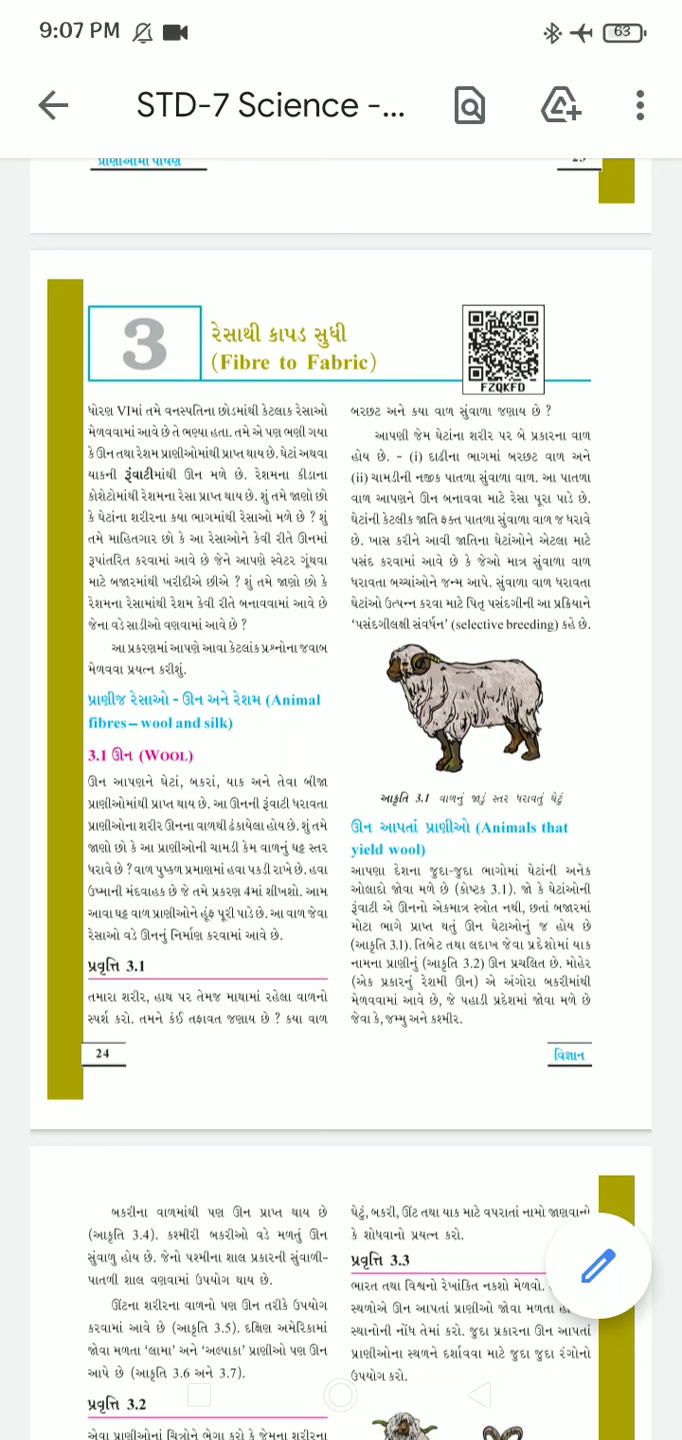 9:07 PM
63
STD-7 Science -...
પ્રાણીઓમાં પોષણ
3
રેસાથી કાપડ સુધી
(Fibre to Fabric)
FZQKFD
ધોરણ VIમાં તમે વનસ્પતિના છોડમાંથી કેટલાક રેસાઓ
મેળવવામાં આવે છે તે ભણ્યા હતા. તમે એ પણ ભણી ગયા
કે ઊન તથા રેશમ પ્રાણીઓમાંથી પ્રાપ્ત થાય છે. ઘેટાં અથવા
યાકની રૂંવાટીમાંથી ઊન મળે છે. રેશમના કીડાના
કોશેટોમાંથી રેશમના રેસા પ્રાપ્ત થાય છે. શું તમે જાણો છો
કે ઘેટાંના શરીરના કયા ભાગમાંથી રેસાઓ મળે છે ? શું
તમે માહિતગાર છો કે આ રેસાઓને કેવી રીતે ઊનમાં
રૂપાંતરિત કરવામાં આવે છે જેને આપણે સ્વેટર ગૂંથવા
માટે બજારમાંથી ખરીદીએ છીએ ? શું તમે જાણો છો કે
રેશમના રેસામાંથી રેશમ કેવી રીતે બનાવવામાં આવે છે
જેના વડે સાડીઓ વણવામાં આવે છે ?
આ પ્રકરણમાં આપણે આવા કેટલાંક પ્રશ્નોના જવાબ
મેળવવા પ્રયત્ન કરીશું.
પ્રાણીજ રેસાઓ - ઊન અને રેશમ (Animal
fibres – wool and silk)
3.1 ઊન (WOOL)
ઊન આપણને ઘેટાં, બકરાં, યાક અને તેવા બીજા
પ્રાણીઓમાંથી પ્રાપ્ત થાય છે. આ ઊનની રૂંવાટી ધરાવતા
પ્રાણીઓના શરીર ઊનના વાળથી ઢંકાયેલા હોય છે. શું તમે
જાણો છો કે આ પ્રાણીઓની ચામડી કેમ વાળનું ઘટ્ટ સ્તર
ધરાવે છે ? વાળ પુષ્કળ પ્રમાણમાં હવા પકડી રાખે છે. હવા
ઉષ્માની મંદવાહક છે જે તમે પ્રકરણ 4માં શીખશો. આમ
આવા ઘટ્ટ વાળ પ્રાણીઓને હૂંફ પૂરી પાડે છે. આ વાળ જેવા
રેસાઓ વડે ઊનનું નિર્માણ કરવામાં આવે છે.
પ્રવૃત્તિ 3.1
તમારા શરીર, હાથ પર તેમજ માથામાં રહેલા વાળનો
સ્પર્શ કરો. તમને કંઈ તફાવત જણાય છે ? કયા વાળ
બરછટ અને કયા વાળ સુંવાળા જણાય છે ?
આપણી જેમ ઘેટાંના શરીર પર બે પ્રકારના વાળ
હોય છે. - (i) દાઢીના ભાગમાં બરછટ વાળ અને
(ii) ચામડીની નજીક પાતળા સુંવાળા વાળ. આ પાતળા
વાળ આપણને ઊન બનાવવા માટે રેસા પૂરા પાડે છે.
ઘેટાંની કેટલીક જાતિ ફક્ત પાતળા સુંવાળા વાળ જ ધરાવે
છે. ખાસ કરીને આવી જાતિના ઘેટાંઓને એટલા માટે
પસંદ કરવામાં આવે છે કે જેઓ માત્ર સુંવાળા વાળ
ધરાવતા બચ્ચાંઓને જન્મ આપે. સુંવાળા વાળ ધરાવતા
ઘેટાંઓ ઉત્પન્ન કરવા માટે પિતૃ પસંદગીની આ પ્રક્રિયાને
‘પસંદગીલક્ષી સંવર્ધન’ (selective breeding) કહે છે.
આકૃતિ 3.1 વાળનું જાડું સ્તર ધરાવતું ઘેટું
ઊન આપતાં પ્રાણીઓ (Animals that
yield wool)
આપણા દેશના જુદા-જુદા ભાગોમાં ઘેટાંની અનેક
ઓલાદો જોવા મળે છે (કોષ્ટક 3.1). જો કે ઘેટાંઓની
રૂંવાટી એ ઊનનો એકમાત્ર સ્ત્રોત નથી, છતાં બજારમાં
મોટા ભાગે પ્રાપ્ત થતું ઊન ઘેટાઓનું જ હોય છે
(આકૃતિ 3.1). તિબેટ તથા લદાખ જેવા પ્રદેશોમાં યાક
નામના પ્રાણીનું (આકૃતિ 3.2) ઊન પ્રચલિત છે. મોહેર
(એક પ્રકારનું રેશમી ઊન) એ અંગોરા બકરીમાંથી
મેળવવામાં આવે છે, જે પહાડી પ્રદેશમાં જોવા મળે છે
જેવા કે, જમ્મુ અને કશ્મીર.
24
વિજ્ઞાન
બકરીના વાળમાંથી પણ ઊન પ્રાપ્ત થાય છે
(આકૃતિ 3.4). કશ્મીરી બકરીઓ વડે મળતું ઊન
સુંવાળુ હોય છે. જેનો પશ્મીના શાલ પ્રકારની સુંવાળી-
પાતળી શાલ વણવામાં ઉપયોગ થાય છે.
ઊંટના શરીરના વાળનો પણ ઊન તરીકે ઉપયોગ
કરવામાં આવે છે (આકૃતિ 3.5). દક્ષિણ અમેરિકામાં
જોવા મળતા ‘લામા’ અને ‘અલ્પાકા’ પ્રાણીઓ પણ ઊન
આપે છે (આકૃતિ 3.6 અને 3.7).
પ્રવૃત્તિ 3.2
એવા પ્રાણીઓનાં ચિત્રોને ભેગા કરો કે જેમના શરીરના
ઘેટું, બકરી, ઊંટ તથા યાક માટે વપરાતાં નામો જાણવાનો
કે શોધવાનો પ્રયત્ન કરો.
પ્રવૃત્તિ 3.3
ભારત તથા વિશ્વનો રેખાંકિત નકશો મેળવો.
સ્થળોએ ઊન આપતાં પ્રાણીઓ જોવા મળતા
સ્થાનોની નોંધ તેમાં કરો. જુદા પ્રકારના ઊન આપતાં
પ્રાણીઓના સ્થળને દર્શાવવા માટે જુદા જુદા રંગોનો
ઉપયોગ કરો.